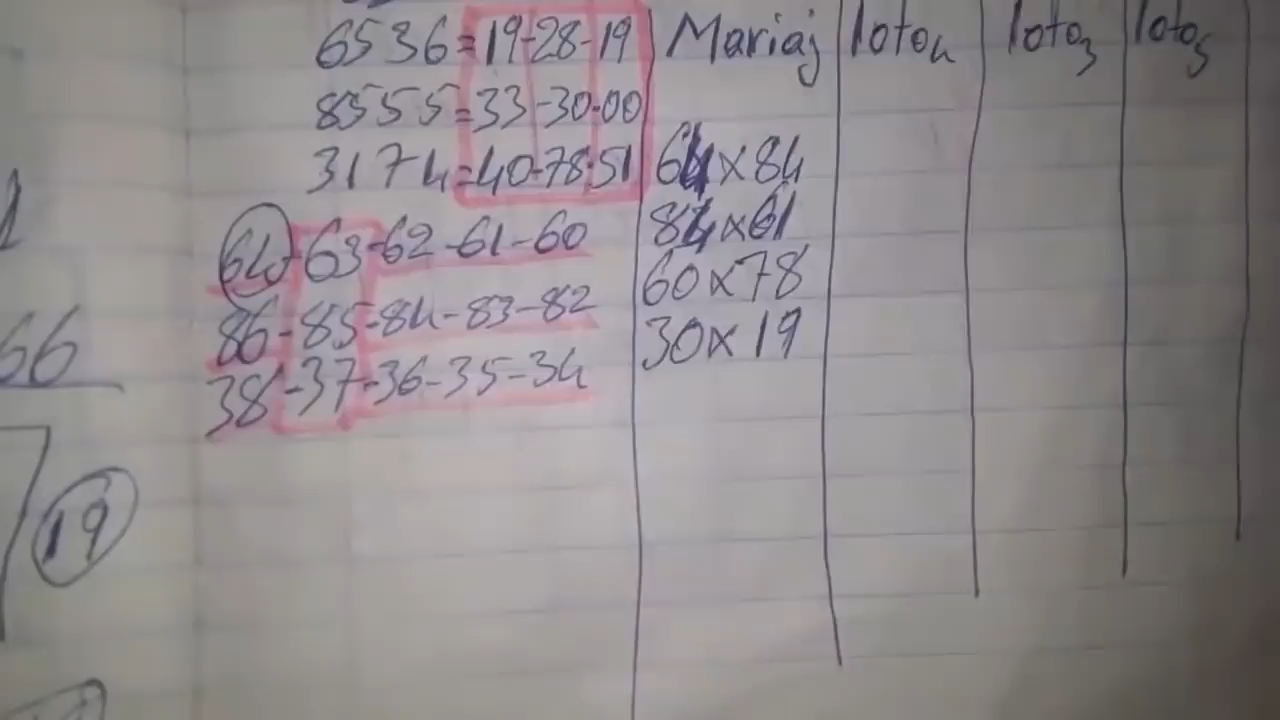 6536=19-28-19 Mariaj loto4 loto3 loto5
8555=33-30-00
3174=40-78-51 64x84
64-63-62-61-60 84x61
86-85-84-83-82 60x78
38-37-36-35-34 30x19
66
19